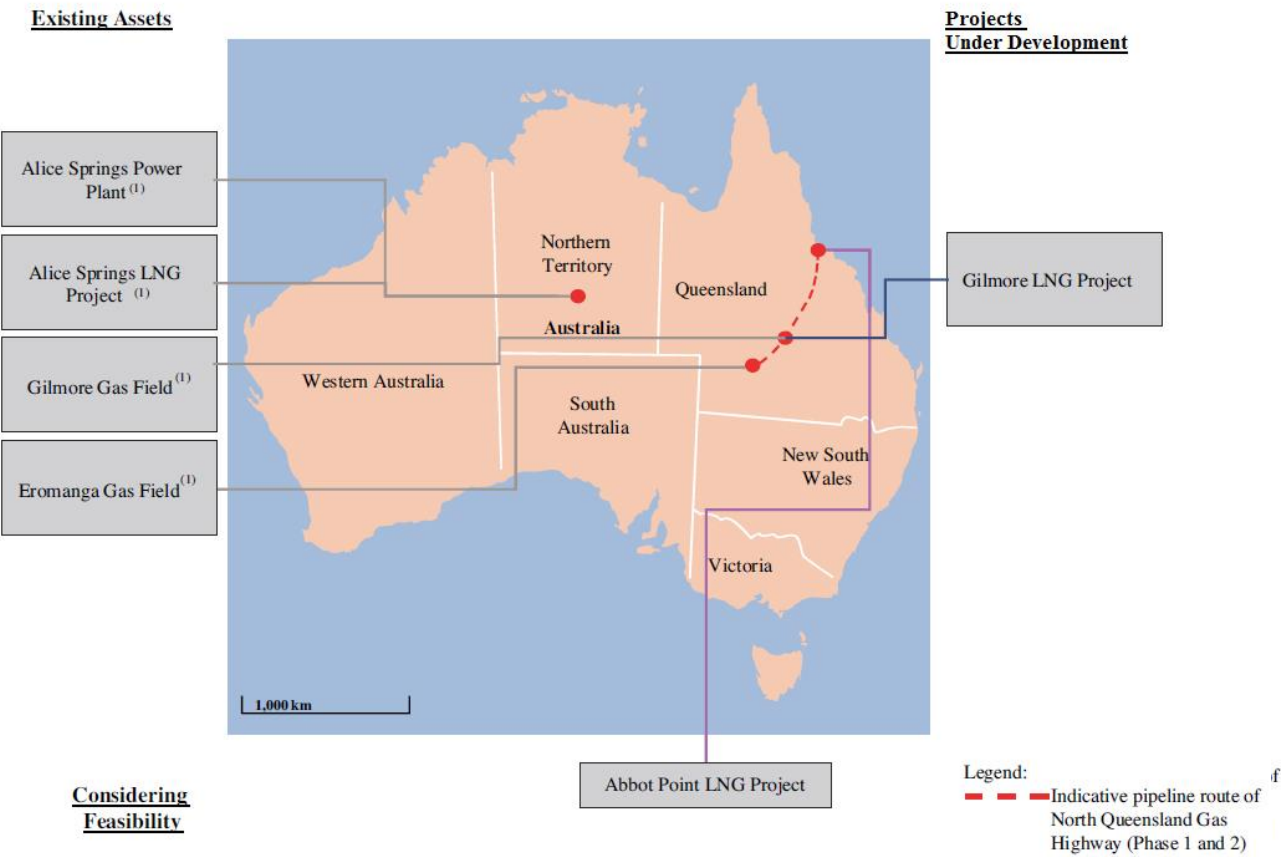 Existing Assets
Projects
Under Development
Alice Springs Power
Plant (1)
Alice Springs LNG
Project (1)
Gilmore Gas Field (1)
Eromanga Gas Field (1)
Northern
Territory
Queensland
Australia
Western Australia
South
Australia
New South
Wales
Victoria
Gilmore LNG Project
1,000 km
Abbot Point LNG Project
Considering
Feasibility
Legend:
of
Indicative pipeline route of
North Queensland Gas
Highway (Phase 1 and 2)